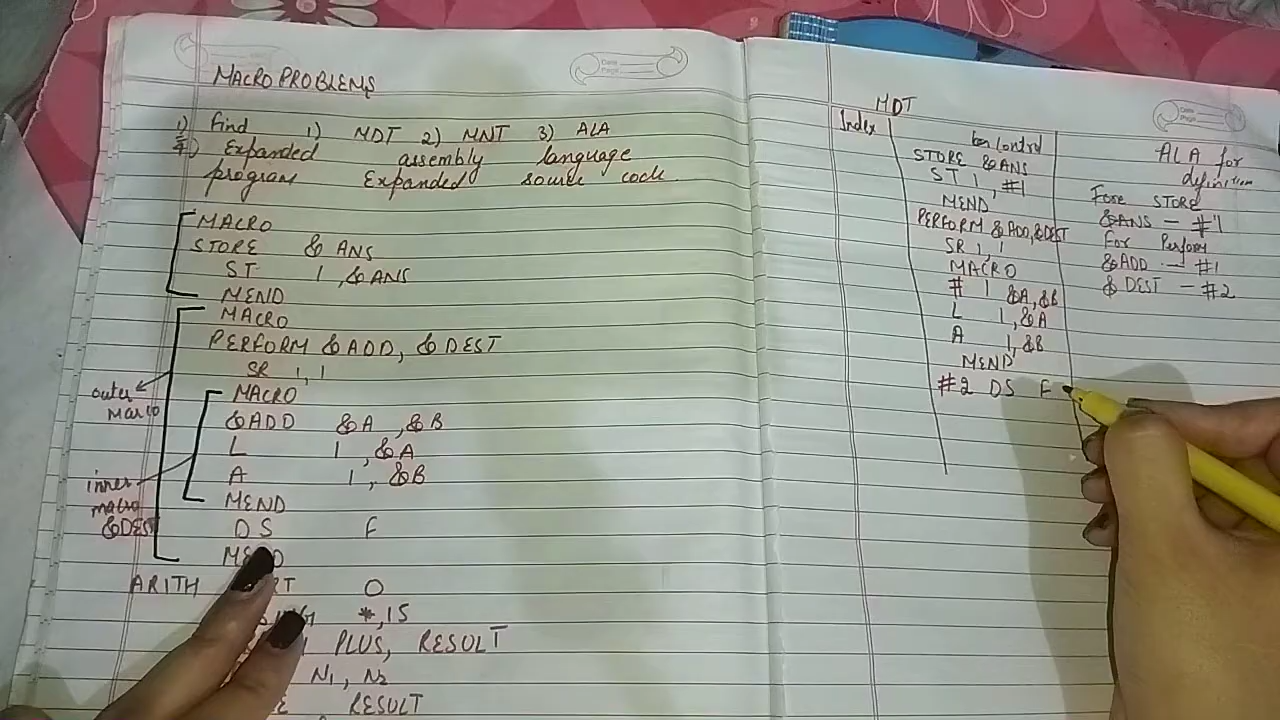 MACRO PROBLEMS
1) Find 1) MDT 2) MNT 3) ALA
4) Expanded assembly language
program Expanded source code.
MACRO
STORE & ANS
ST 1, &ANS
MEND
MACRO
PERFORM &ADD, &DEST
SR 1, 1
outer
MACRO
&ADD &A, &B
L 1, &A
A 1, &B
inner
macro
MEND
&DEST DS F
ARITH O
*, 15
PLUS, RESULT
N1, N2
RESULT
MDT
Index
STORE &ANS
ST 1, #1
MEND
PERFORM &ADD, &DEST
SR 1, 1
MACRO
# 1 &A, &B
L 1, &A
A 1, &B
MEND
#2 DS F
ALA for
definition
STORE
&ANS - #1
For Perform
&ADD - #1
& DEST - #2
Date
Page